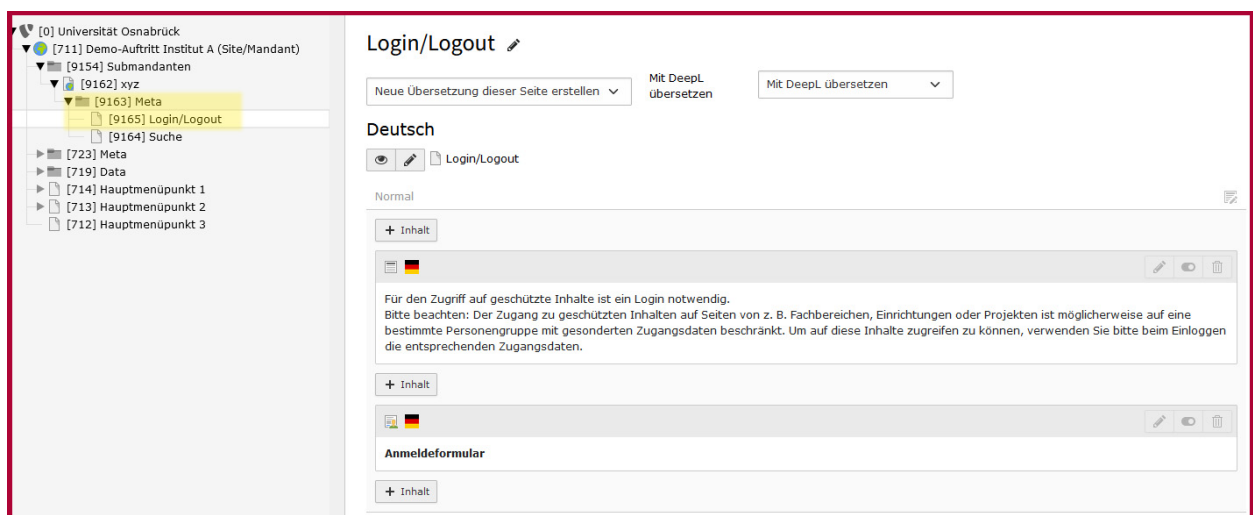 [0] Universität Osnabrück
[711] Demo-Auftritt Institut A (Site/Mandant)
[9154] Submandanten
[9162] xyz
[9163] Meta
[9165] Login/Logout
[9164] Suche
[723] Meta
[719] Data
[714] Hauptmenüpunkt 1
[713] Hauptmenüpunkt 2
[712] Hauptmenüpunkt 3
Login/Logout
Neue Übersetzung dieser Seite erstellen
Mit DeepL
übersetzen
Mit DeepL übersetzen
Deutsch
Login/Logout
Normal
+ Inhalt
Für den Zugriff auf geschützte Inhalte ist ein Login notwendig.
Bitte beachten: Der Zugang zu geschützten Inhalten auf Seiten von z. B. Fachbereichen, Einrichtungen oder Projekten ist möglicherweise auf eine
bestimmte Personengruppe mit gesonderten Zugangsdaten beschränkt. Um auf diese Inhalte zugreifen zu können, verwenden Sie bitte beim Einloggen
die entsprechenden Zugangsdaten.
+ Inhalt
Anmeldeformular
+ Inhalt